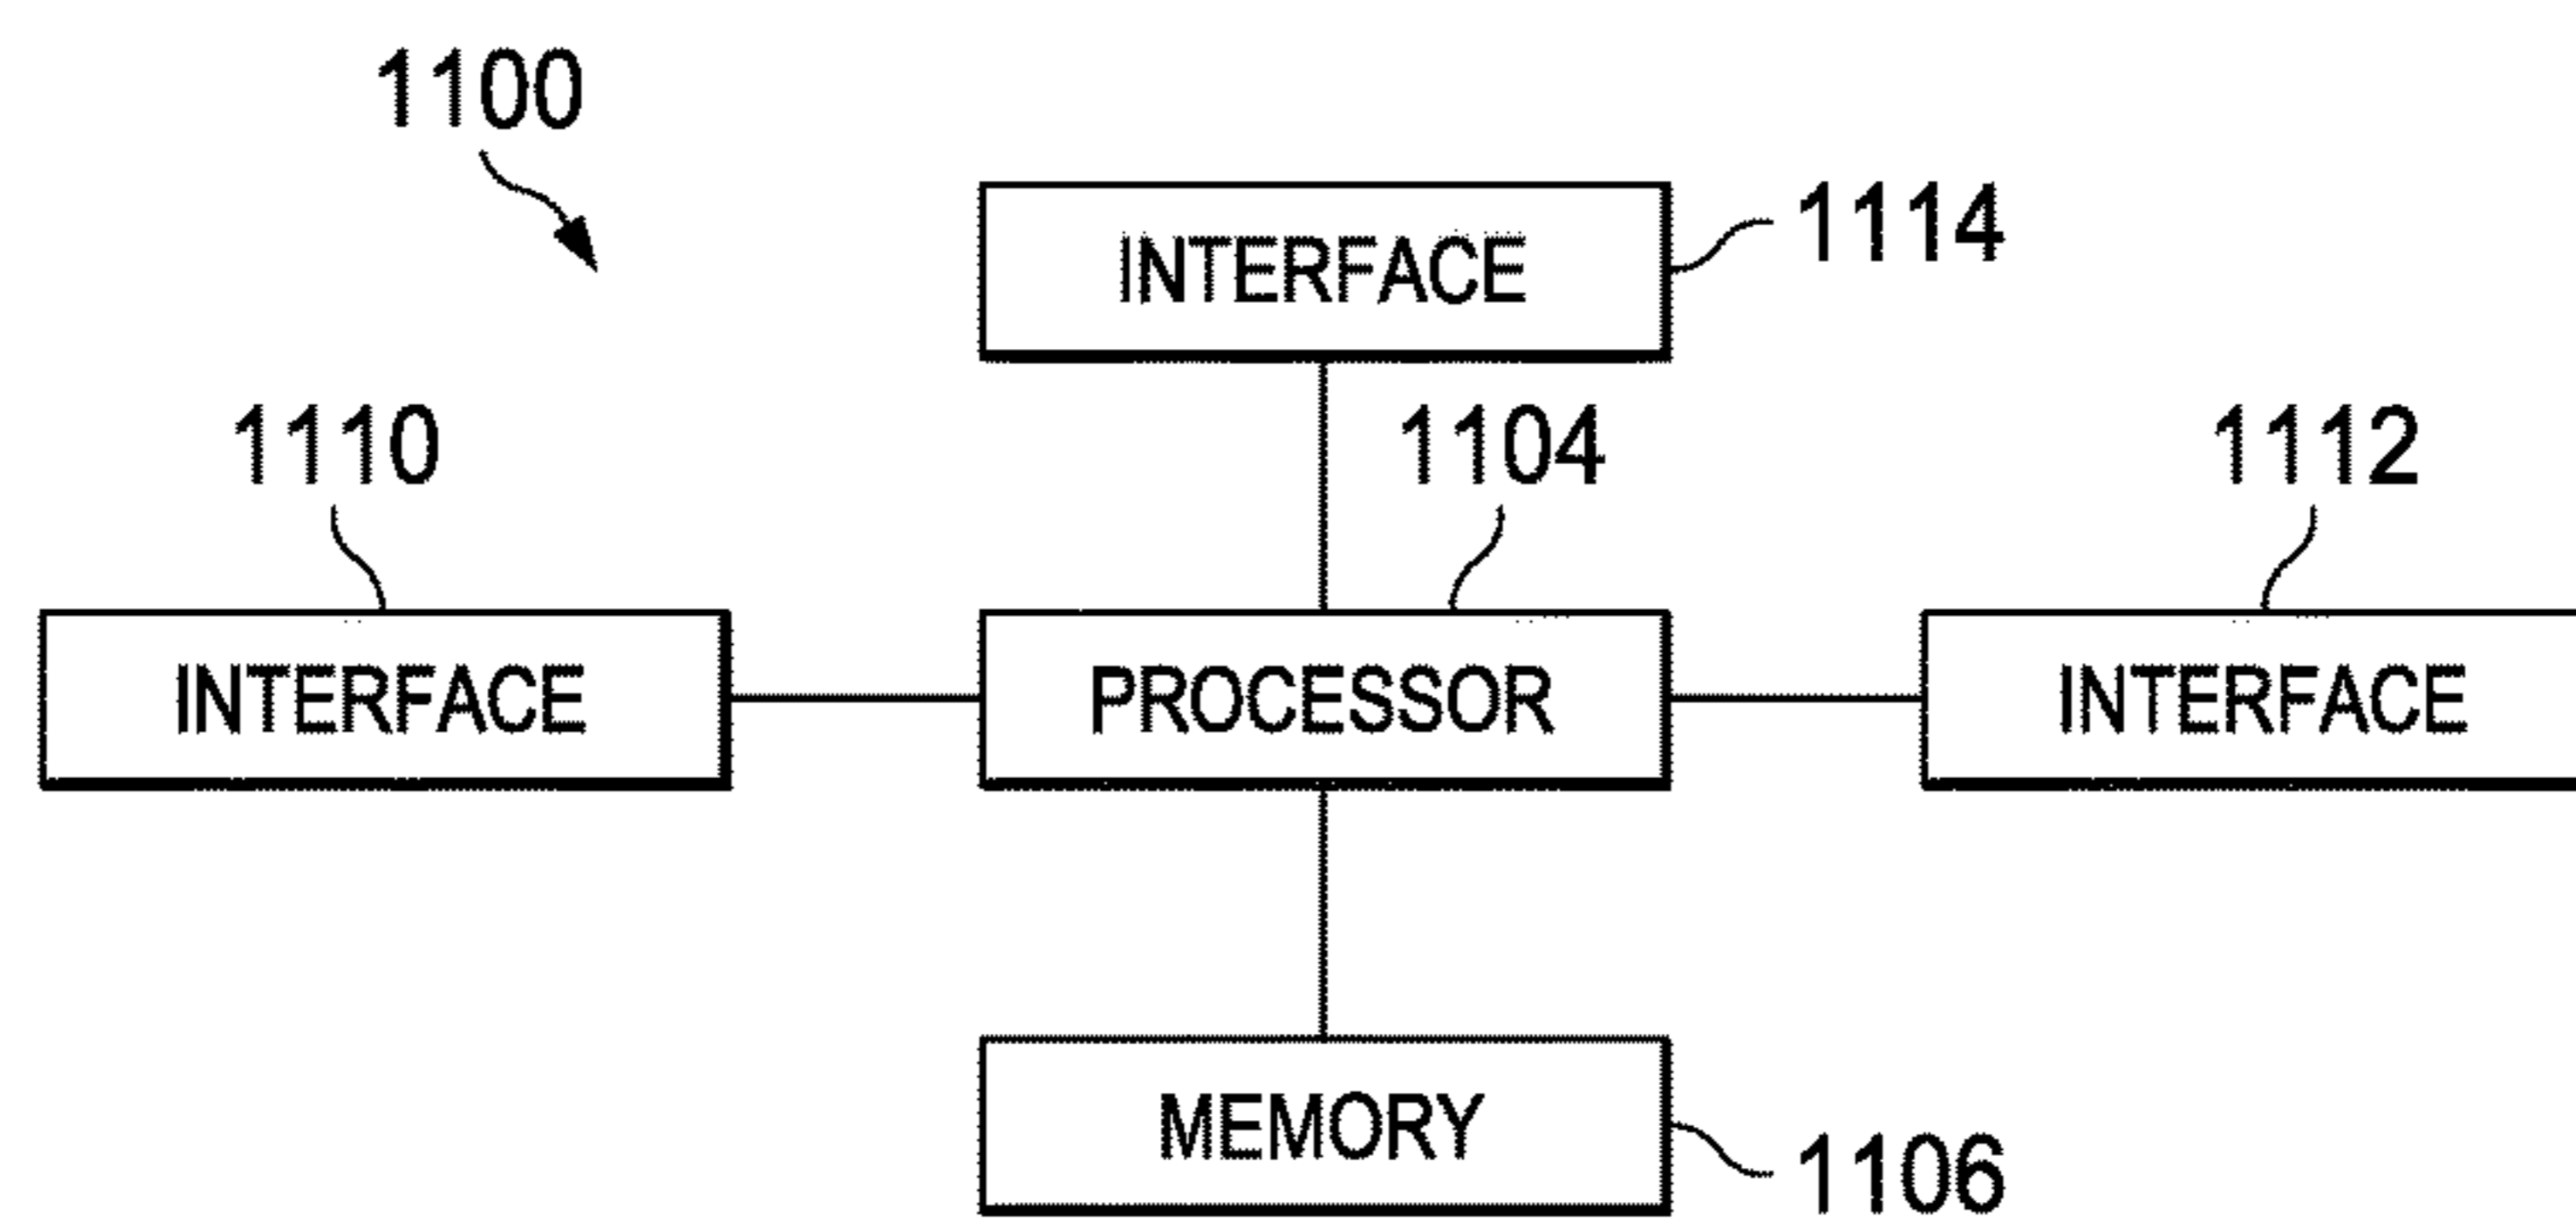 1100
INTERFACE
1114
1110
1104
1112
INTERFACE
PROCESSOR
INTERFACE
MEMORY
1106